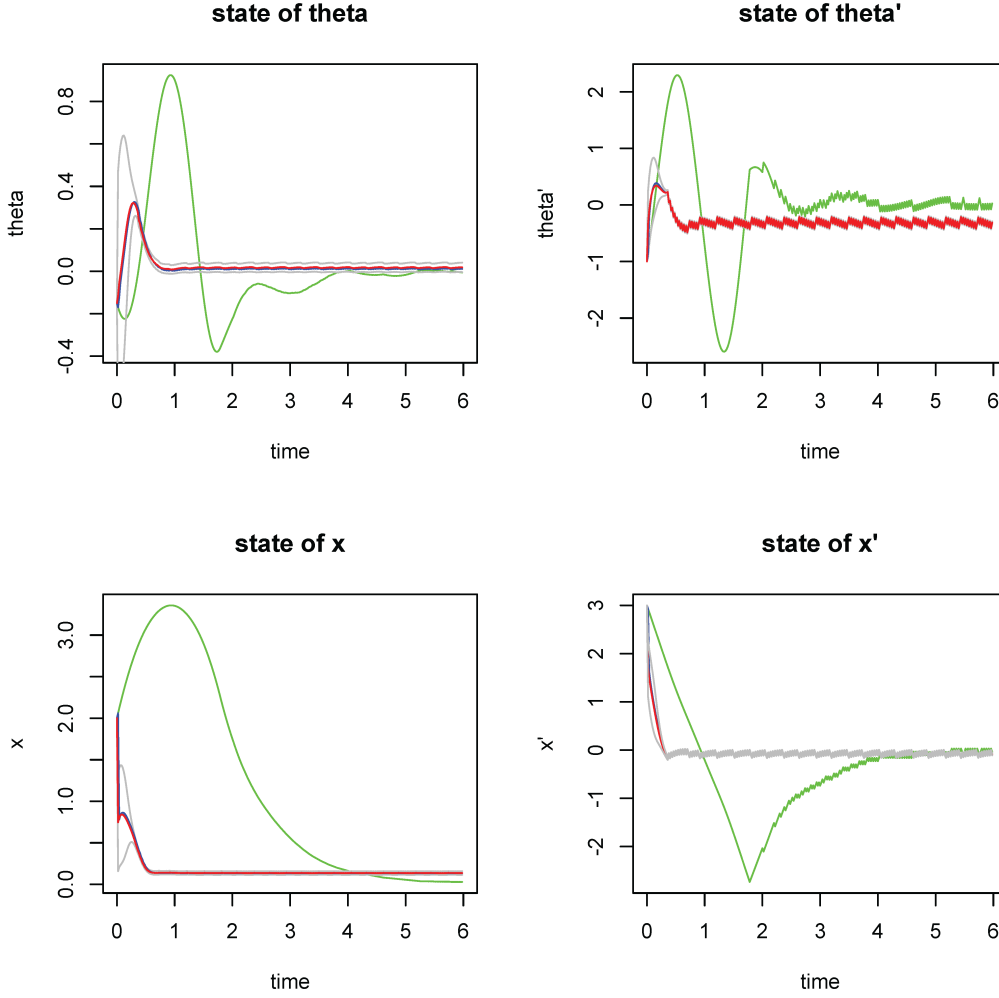 state of theta
theta
0.8
0.4
0.0
-0.4
0 1 2 3 4 5 6
time
state of theta'
theta'
2
1
0
-1
-2
0 1 2 3 4 5 6
time
state of x
x
3.0
2.0
1.0
0.0
0 1 2 3 4 5 6
time
state of x'
x'
3
2
1
0
-1
-2
0 1 2 3 4 5 6
time